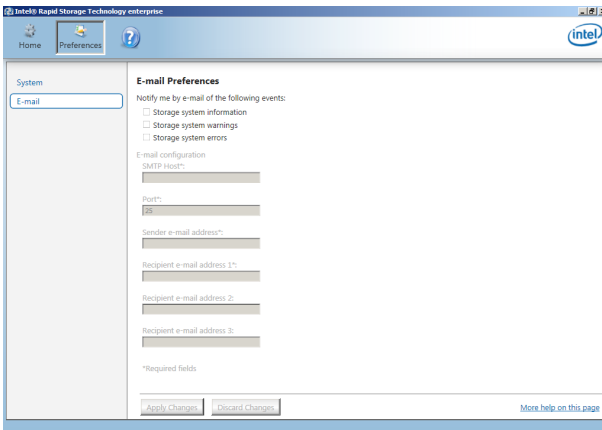 Intel® Rapid Storage Technology enterprise
Home
Preferences
?
intel
System
E-mail
E-mail Preferences
Notify me by e-mail of the following events:
Storage system information
Storage system warnings
Storage system errors
E-mail configuration
SMTP Host*:
Port*:
25
Sender e-mail address*:
Recipient e-mail address 1*:
Recipient e-mail address 2:
Recipient e-mail address 3:
*Required fields
Apply Changes
Discard Changes
More help on this page